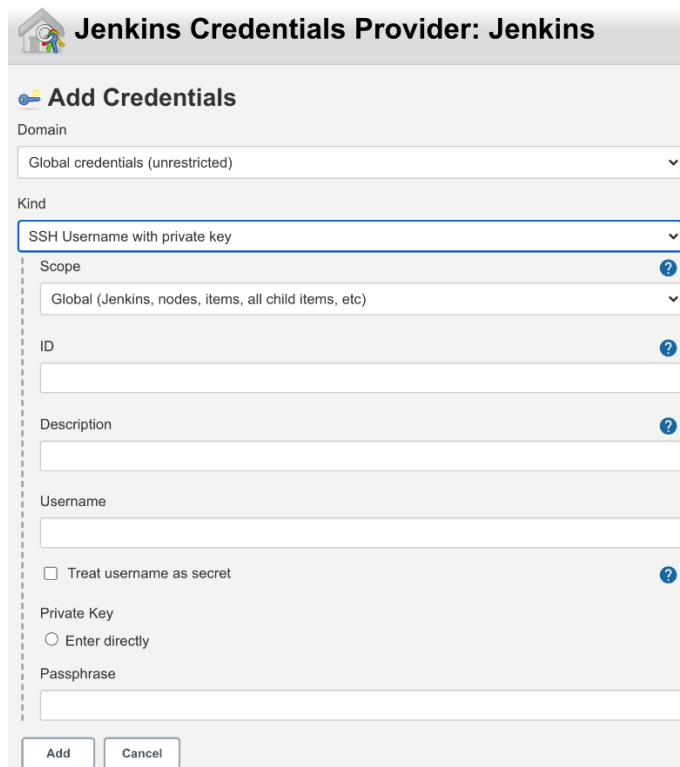 Jenkins Credentials Provider: Jenkins
Add Credentials
Domain
Global credentials (unrestricted)
Kind
SSH Username with private key
Scope
Global (Jenkins, nodes, items, all child items, etc)
ID
Description
Username
Treat username as secret
Private Key
Enter directly
Passphrase
Add Cancel